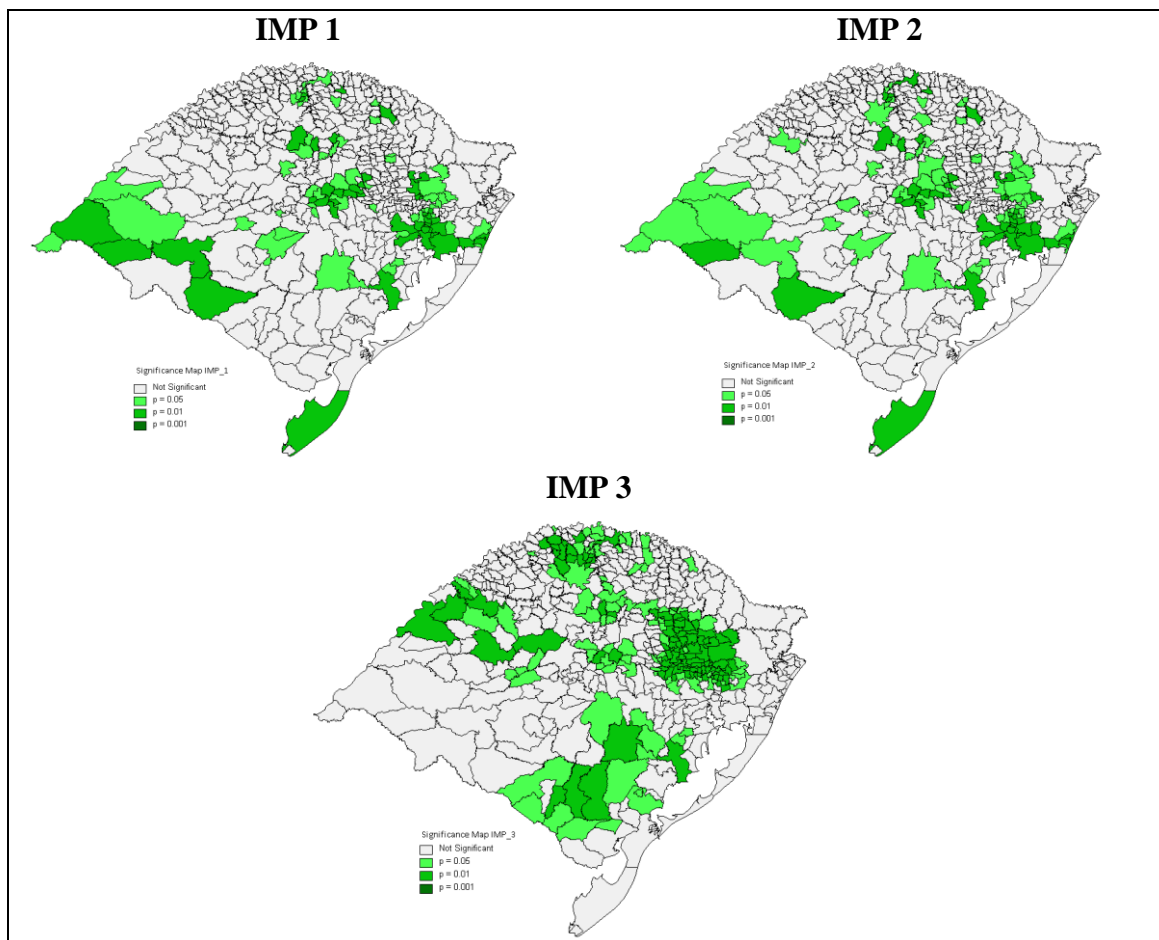 IMP 1
IMP 2
Significance Map IMP_1
Not Significant
p = 0.05
p = 0.01
p = 0.001
Significance Map IMP_2
Not Significant
p = 0.05
p = 0.01
p = 0.001
IMP 3
Significance Map IMP_3
Not Significant
p = 0.05
p = 0.01
p = 0.001